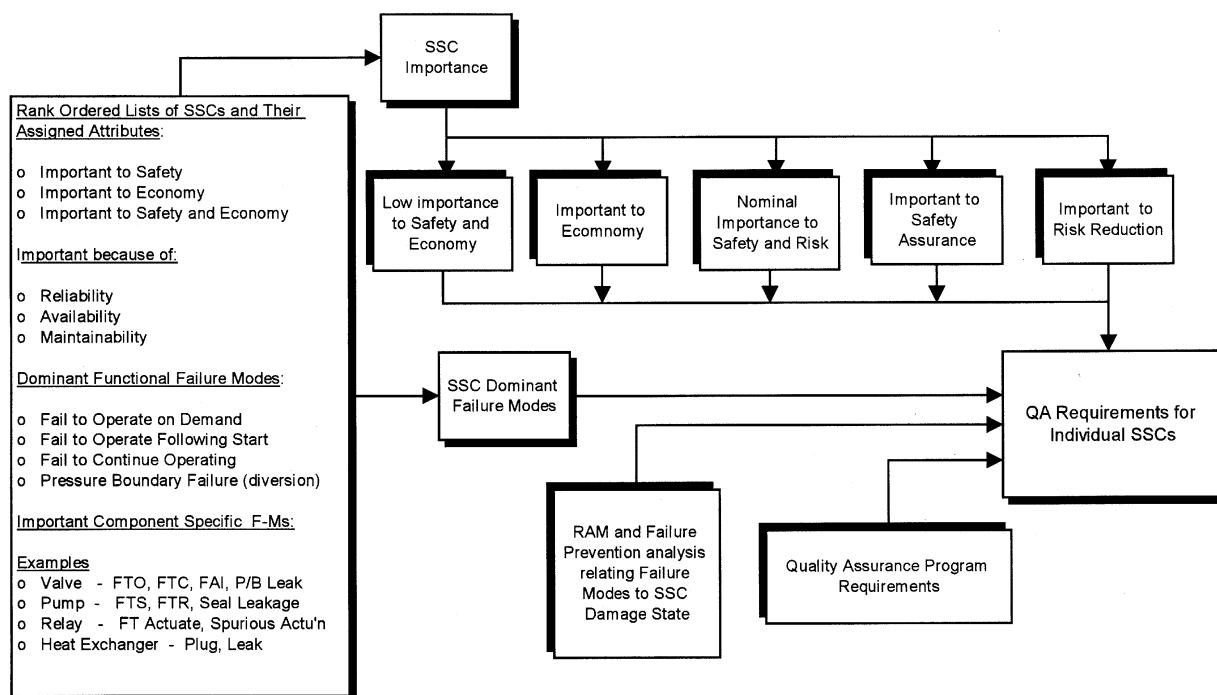 SSC
Importance
Rank Ordered Lists of SSCs and Their
Assigned Attributes:
o Important to Safety
o Important to Economy
o Important to Safety and Economy
Important because of:
o Reliability
o Availability
o Maintainability
Dominant Functional Failure Modes:
o Fail to Operate on Demand
o Fail to Operate Following Start
o Fail to Continue Operating
o Pressure Boundary Failure (diversion)
Important Component Specific F-Ms:
Examples
o Valve - FTO, FTC, FAI, P/B Leak
o Pump - FTS, FTR, Seal Leakage
o Relay - FT Actuate, Spurious Actu'n
o Heat Exchanger - Plug, Leak
Low importance
to Safety and
Economy
Important to
Ecomnomy
Nominal
Importance to
Safety and Risk
Important to
Safety
Assurance
Important to
Risk Reduction
SSC Dominant
Failure Modes
QA Requirements for
Individual SSCs
RAM and Failure
Prevention analysis
relating Failure
Modes to SSC
Damage State
Quality Assurance Program
Requirements